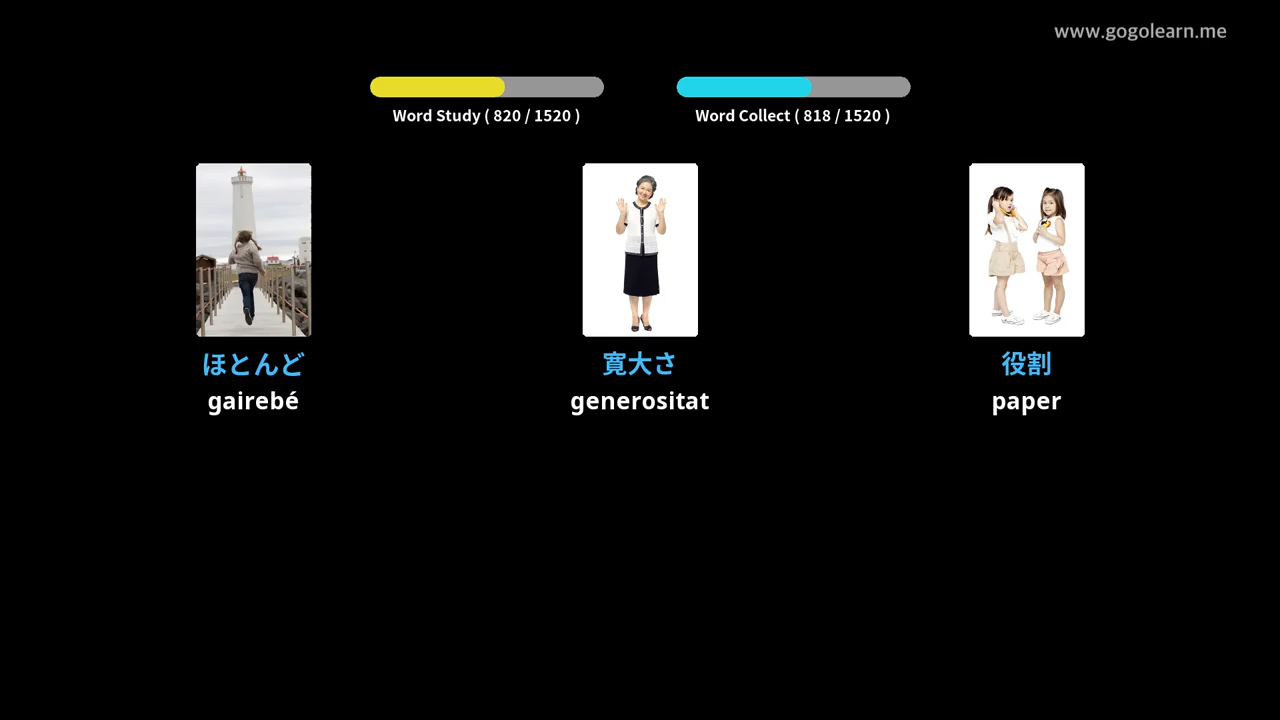 www.gogolearn.me
Word Study ( 820 / 1520 )
Word Collect ( 818 / 1520 )
ほとんど
寛大さ
役割
gairebé
generositat
paper